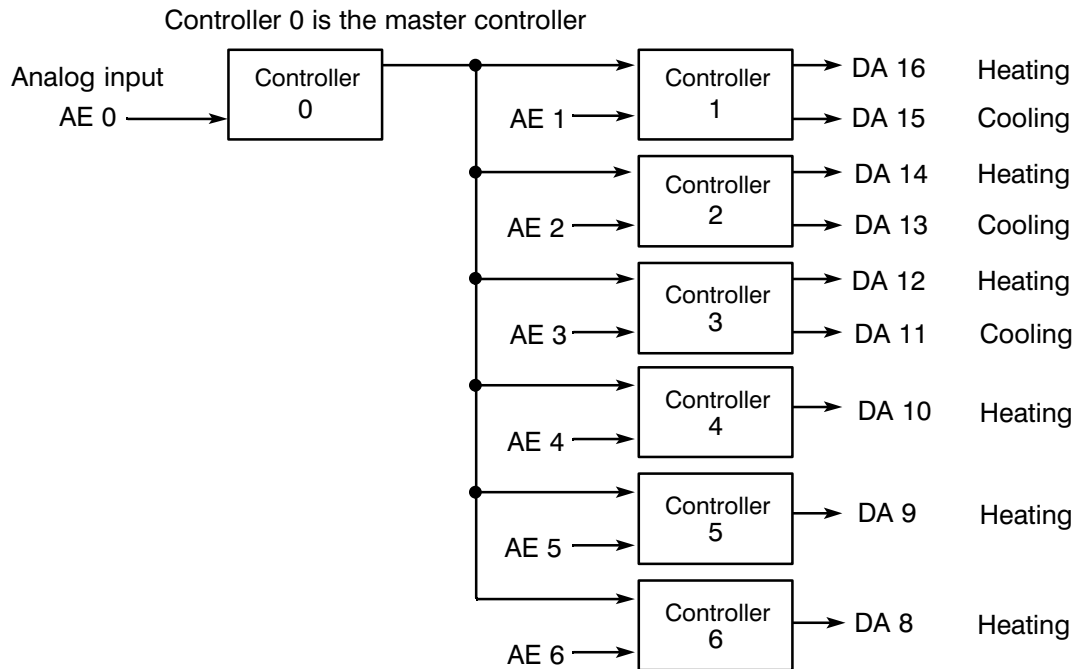 Controller 0 is the master controller
Analog input
AE 0
Controller
0
AE 1
Controller
1
DA 16 Heating
DA 15 Cooling
AE 2
Controller
2
DA 14 Heating
DA 13 Cooling
AE 3
Controller
3
DA 12 Heating
DA 11 Cooling
AE 4
Controller
4
DA 10 Heating
AE 5
Controller
5
DA 9 Heating
AE 6
Controller
6
DA 8 Heating